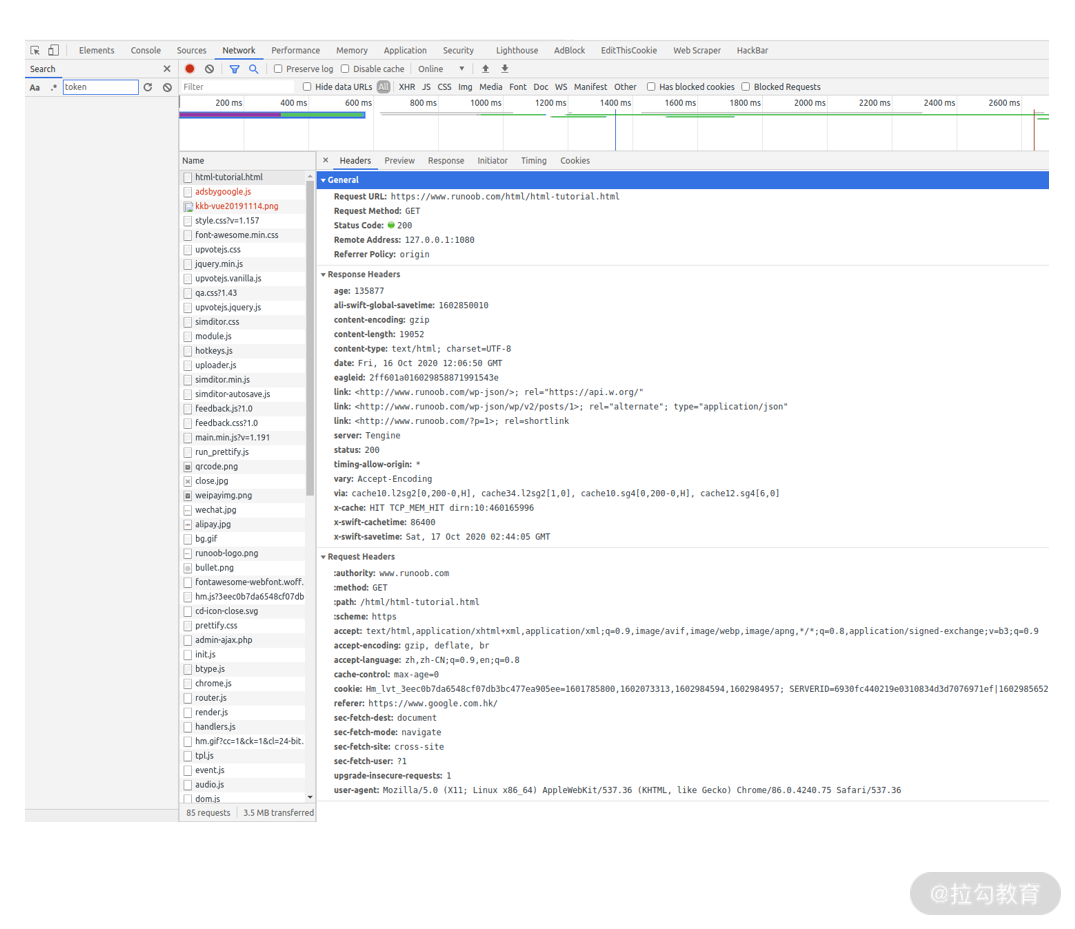 Elements Console Sources Network Performance Memory Application Security Lighthouse AdBlock EditThisCookie Web Scraper HackBar
Search
Preserve log Disable cache Online
Aa .* token
Filter Hide data URLs All XHR JS CSS Img Media Font Doc WS Manifest Other Has blocked cookies Blocked Requests
200 ms 400 ms 600 ms 800 ms 1000 ms 1200 ms 1400 ms 1600 ms 1800 ms 2000 ms 2200 ms 2400 ms 2600 ms
Name
html-tutorial.html
adsbygoogle.js
kkb-vue20191114.png
style.css?v=1.157
font-awesome.min.css
upvotejs.css
jquery.min.js
upvotejs.vanilla.js
qa.css?1.43
upvotejs.jquery.js
simditor.css
module.js
hotkeys.js
uploader.js
simditor.min.js
simditor-autosave.js
feedback.js?1.0
feedback.css?1.0
main.min.js?v=1.191
run_prettify.js
qrcode.png
close.jpg
weipayimg.png
wechat.jpg
alipay.jpg
bg.gif
runoob-logo.png
bullet.png
fontawesome-webfont.woff.
hm.js?3eec0b7da6548cf07db
cd-icon-close.svg
prettify.css
admin-ajax.php
init.js
btype.js
chrome.js
router.js
render.js
handlers.js
hm.gif?cc=1&ck=1&cl=24-bit.
tpl.js
event.js
audio.js
dom.js
85 requests 3.5 MB transferred
Headers Preview Response Initiator Timing Cookies
General
Request URL: https://www.runoob.com/html/html-tutorial.html
Request Method: GET
Status Code: 200
Remote Address: 127.0.0.1:1080
Referrer Policy: origin
Response Headers
age: 135877
ali-swift-global-savetime: 1602850010
content-encoding: gzip
content-length: 19052
content-type: text/html; charset=UTF-8
date: Fri, 16 Oct 2020 12:06:50 GMT
eagleid: 2ff601a016029858871991543e
link: <http://www.runoob.com/wp-json/>; rel="https://api.w.org/"
link: <http://www.runoob.com/wp-json/wp/v2/posts/1>; rel="alternate"; type="application/json"
link: <http://www.runoob.com/?p=1>; rel=shortlink
server: Tengine
status: 200
timing-allow-origin: *
vary: Accept-Encoding
via: cache10.l2sg2[0,200-0,H], cache34.l2sg2[1,0], cache10.sg4[0,200-0,H], cache12.sg4[6,0]
x-cache: HIT TCP_MEM_HIT dirn:10:460165996
x-swift-cachetime: 86400
x-swift-savetime: Sat, 17 Oct 2020 02:44:05 GMT
Request Headers
:authority: www.runoob.com
:method: GET
:path: /html/html-tutorial.html
:scheme: https
accept: text/html,application/xhtml+xml,application/xml;q=0.9,image/avif,image/webp,image/apng,*/*;q=0.8,application/signed-exchange;v=b3;q=0.9
accept-encoding: gzip, deflate, br
accept-language: zh,zh-CN;q=0.9,en;q=0.8
cache-control: max-age=0
cookie: Hm_lvt_3eec0b7da6548cf07db3bc477ea905ee=1601785800,1602073313,1602984594,1602984957; SERVERID=6930fc440219e0310834d3d7076971ef|1602985652
referer: https://www.google.com.hk/
sec-fetch-dest: document
sec-fetch-mode: navigate
sec-fetch-site: cross-site
sec-fetch-user: ?1
upgrade-insecure-requests: 1
user-agent: Mozilla/5.0 (X11; Linux x86_64) AppleWebKit/537.36 (KHTML, like Gecko) Chrome/86.0.4240.75 Safari/537.36
@拉勾教育